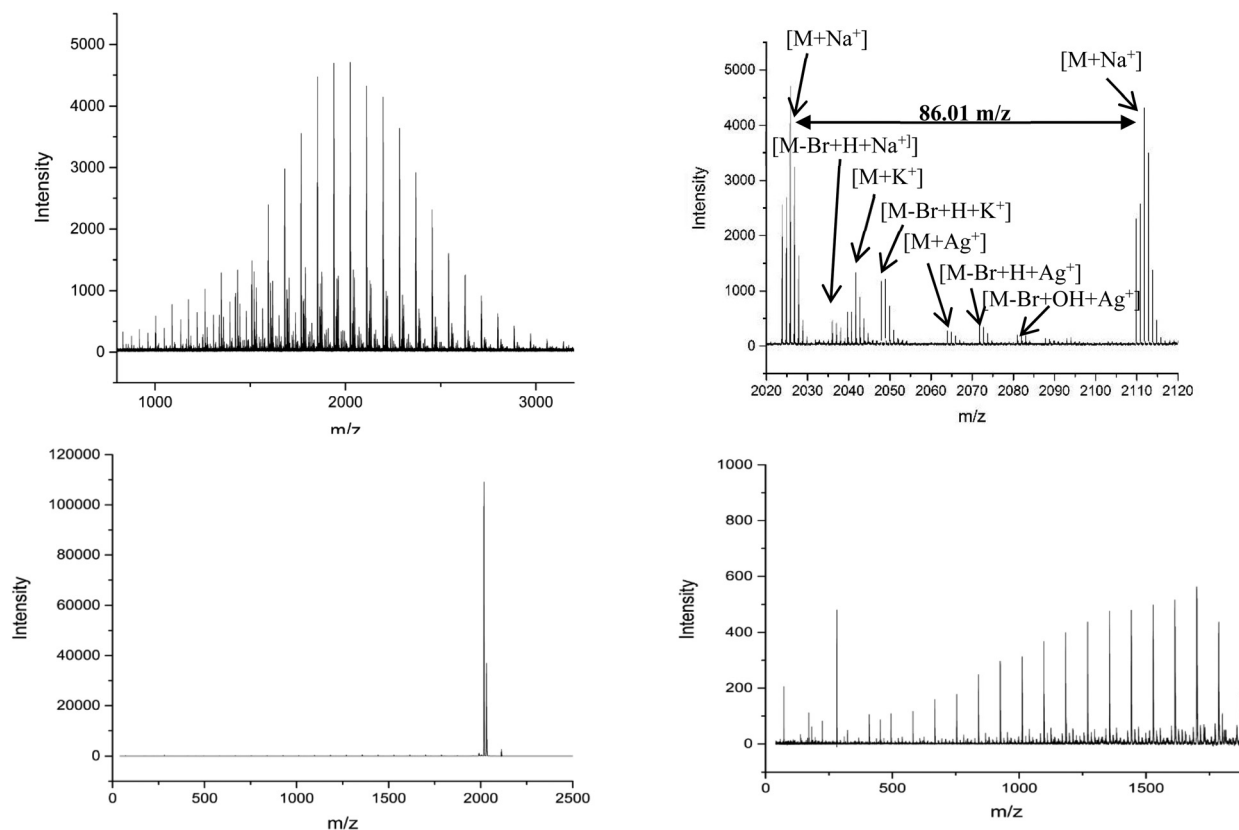 5000
4000
3000
2000
1000
0
Intensity
1000
2000
3000
m/z
[M+Na⁺]
[M+Na⁺]
86.01 m/z
[M-Br+H+Na⁺]]
[M+K⁺]
[M-Br+H+K⁺]
[M+Ag⁺]
[M-Br+H+Ag⁺]
[M-Br+OH+Ag⁺]
5000
4000
3000
2000
1000
0
Intensity
2020 2030 2040 2050 2060 2070 2080 2090 2100 2110 2120
m/z
120000
100000
80000
60000
40000
20000
0
Intensity
0 500 1000 1500 2000 2500
m/z
1000
800
600
400
200
0
Intensity
0 500 1000 1500
m/z